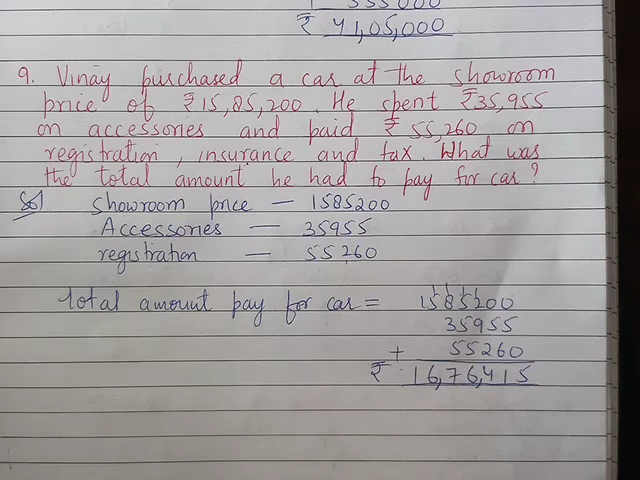 555000
₹ 41,05,000
9. Vinay purchased a car at the showroom
price of ₹15,85,200. He spent ₹35,955
on accessories and paid ₹ 55,260 on
registration, insurance and tax. What was
the total amount he had to pay for car?
Sol showroom price - 1585200
Accessories - 35955
registration - 55260
Total amount pay for car = 1585200
35955
+ 55260
₹ 16,76,415